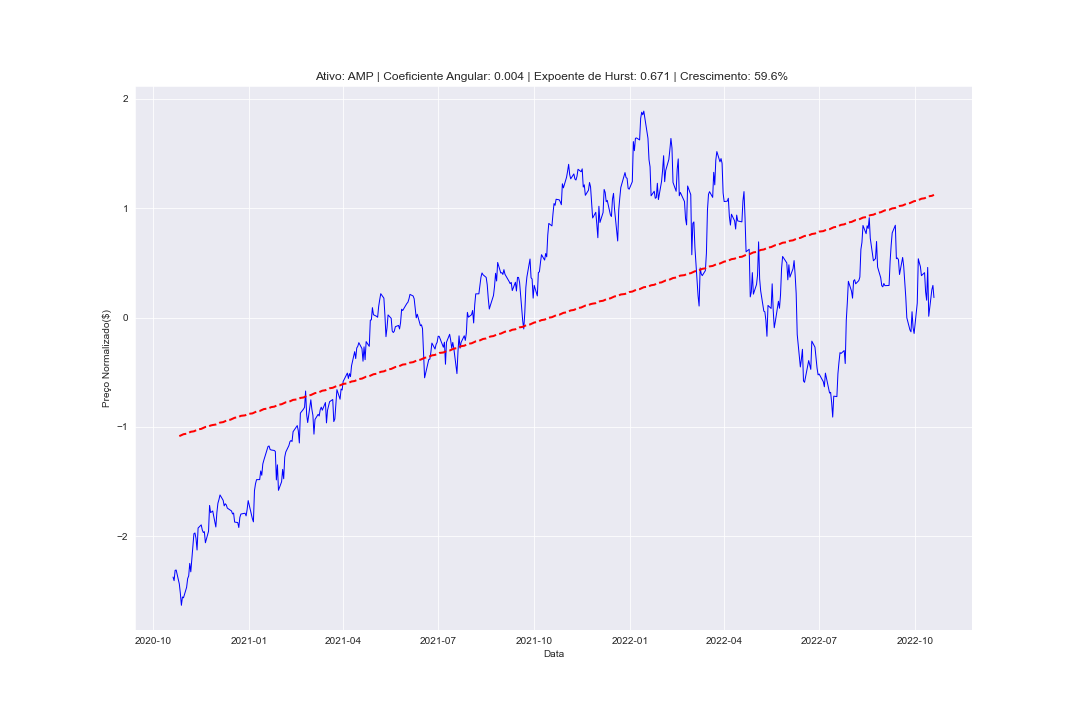 Ativo: AMP | Coeficiente Angular: 0.004 | Expoente de Hurst: 0.671 | Crescimento: 59.6%
2
1
0
−1
−2
Preço Normalizado($)
2020-10 2021-01 2021-04 2021-07 2021-10 2022-01 2022-04 2022-07 2022-10
Data